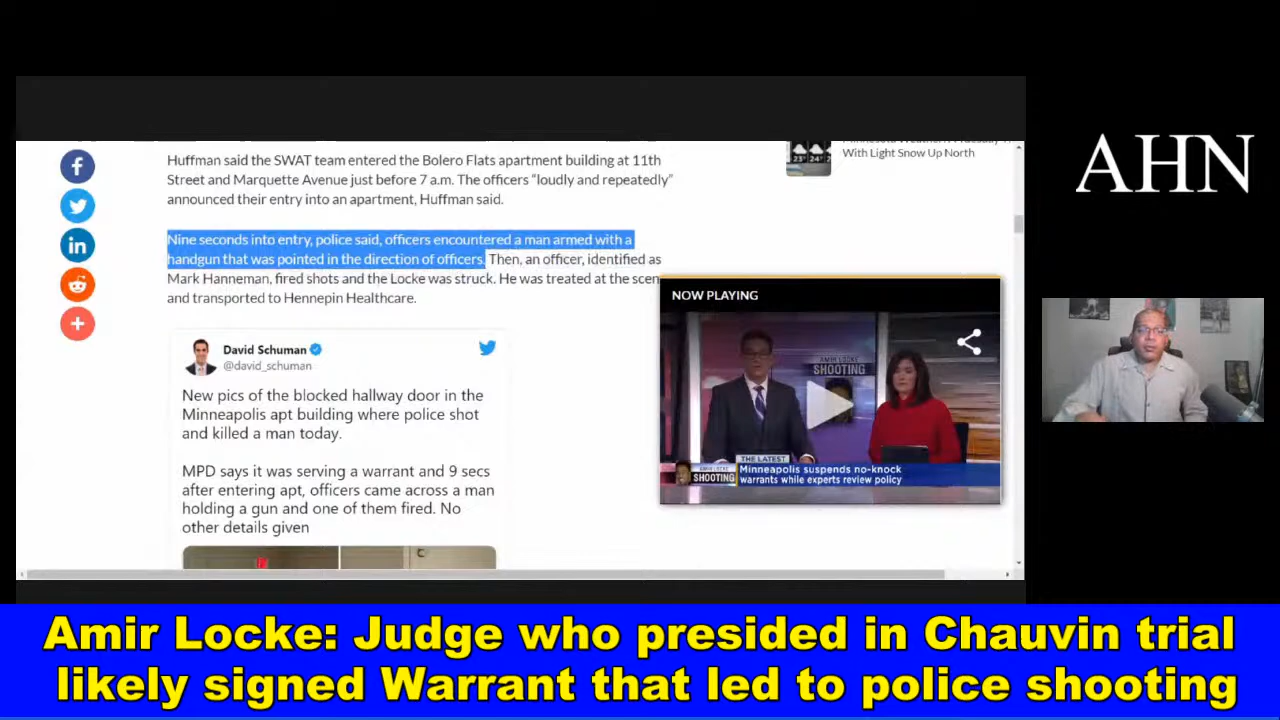 Huffman said the SWAT team entered the Bolero Flats apartment building at 11th
Street and Marquette Avenue just before 7 a.m. The officers “loudly and repeatedly”
announced their entry into an apartment, Huffman said.
Nine seconds into entry, police said, officers encountered a man armed with a
handgun that was pointed in the direction of officers. Then, an officer, identified as
Mark Hanneman, fired shots and the Locke was struck. He was treated at the scen
and transported to Hennepin Healthcare.
David Schuman
@david_schuman
New pics of the blocked hallway door in the
Minneapolis apt building where police shot
and killed a man today.
MPD says it was serving a warrant and 9 secs
after entering apt, officers came across a man
holding a gun and one of them fired. No
other details given
With Light Snow Up North
23° 24°
NOW PLAYING
AMIR LOCKE
SHOOTING
THE LATEST
AMIR LOCKE
SHOOTING
Minneapolis suspends no-knock
warrants while experts review policy
AHN
Amir Locke: Judge who presided in Chauvin trial
likely signed Warrant that led to police shooting